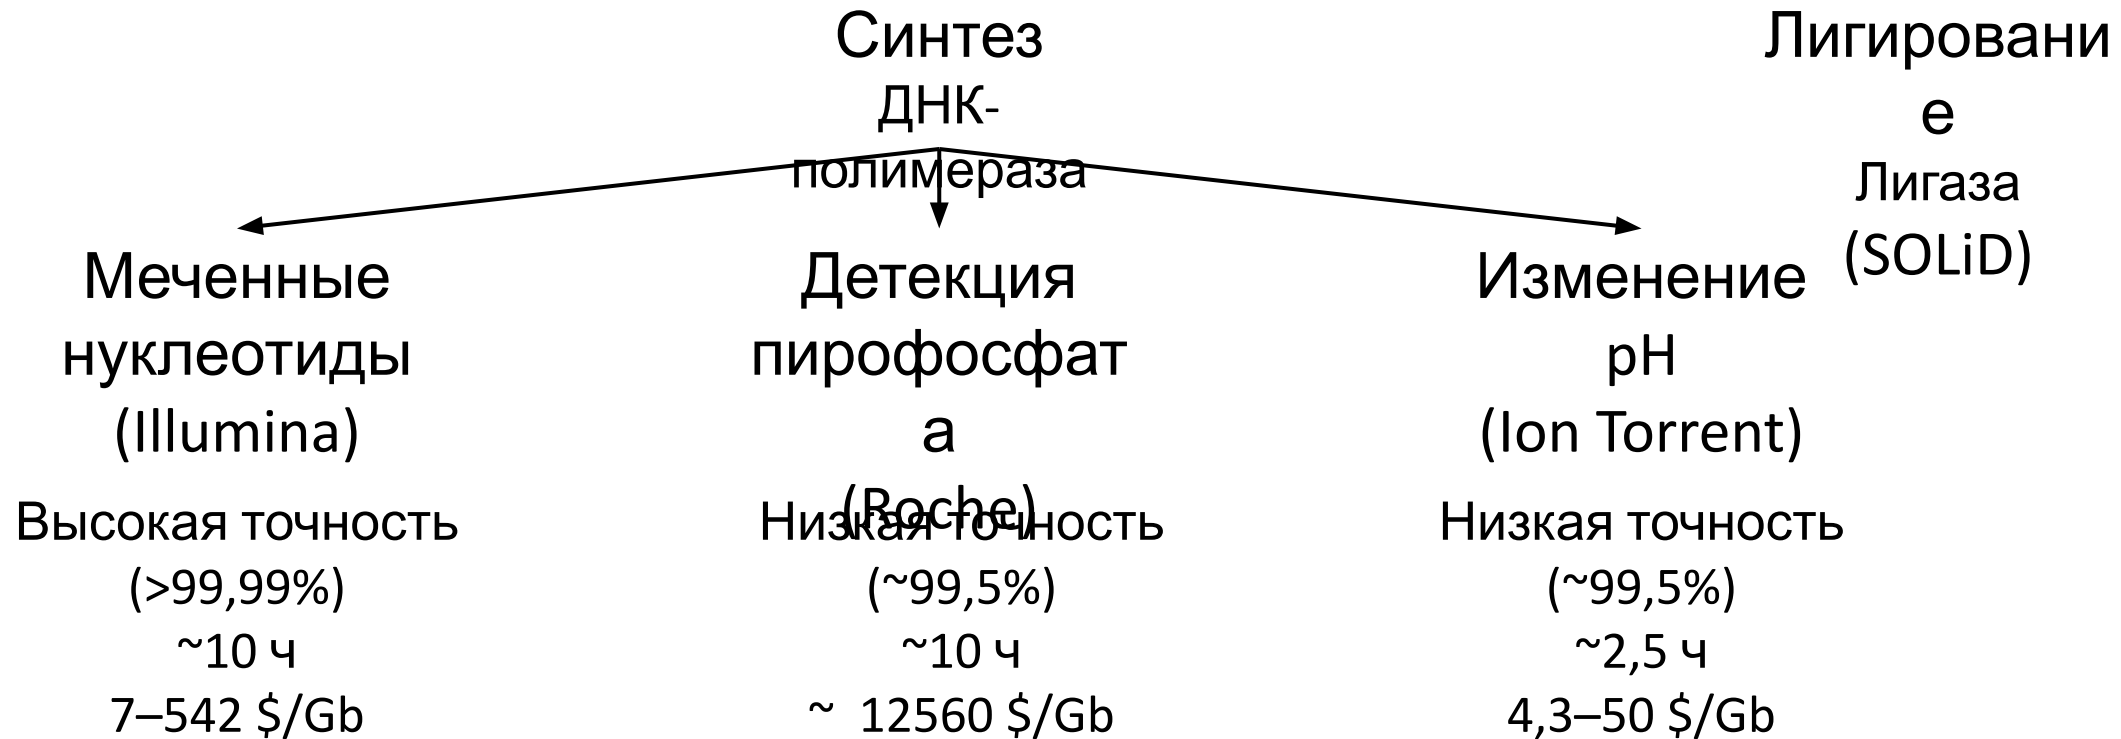 Синтез
ДНК-
полимераза
Лигировани
е
Лигаза
(SOLiD)
Меченные
нуклеотиды
(Illumina)
Высокая точность
(>99,99%)
~10 ч
7–542 $/Gb
Детекция
пирофосфат
а
(Roche)
Низкая точность
(~99,5%)
~10 ч
~ 12560 $/Gb
Изменение
pH
(Ion Torrent)
Низкая точность
(~99,5%)
~2,5 ч
4,3–50 $/Gb